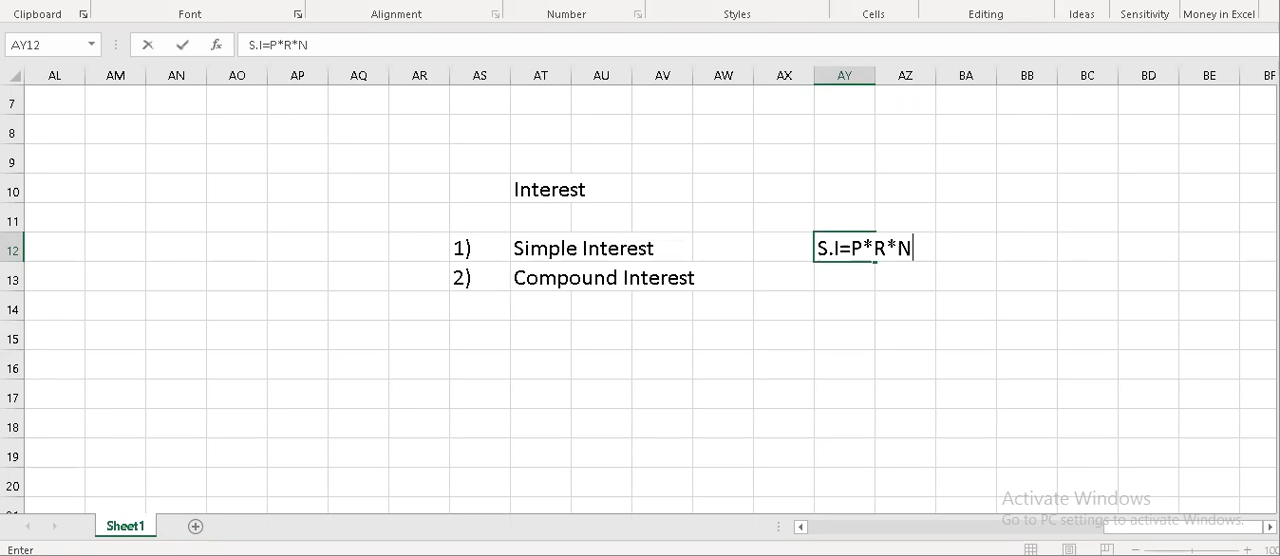 Clipboard Font Alignment Number Styles Cells Editing Ideas Sensitivity Money in Excel
AY12 fx S.I=P*R*N
AL AM AN AO AP AQ AR AS AT AU AV AW AX AY AZ BA BB BC BD BE BF
7
8
9
10 Interest
11
12 1) Simple Interest S.I=P*R*N
13 2) Compound Interest
14
15
16
17
18
19
20
Activate Windows
Go to PC settings to activate Windows.
Sheet1
Enter